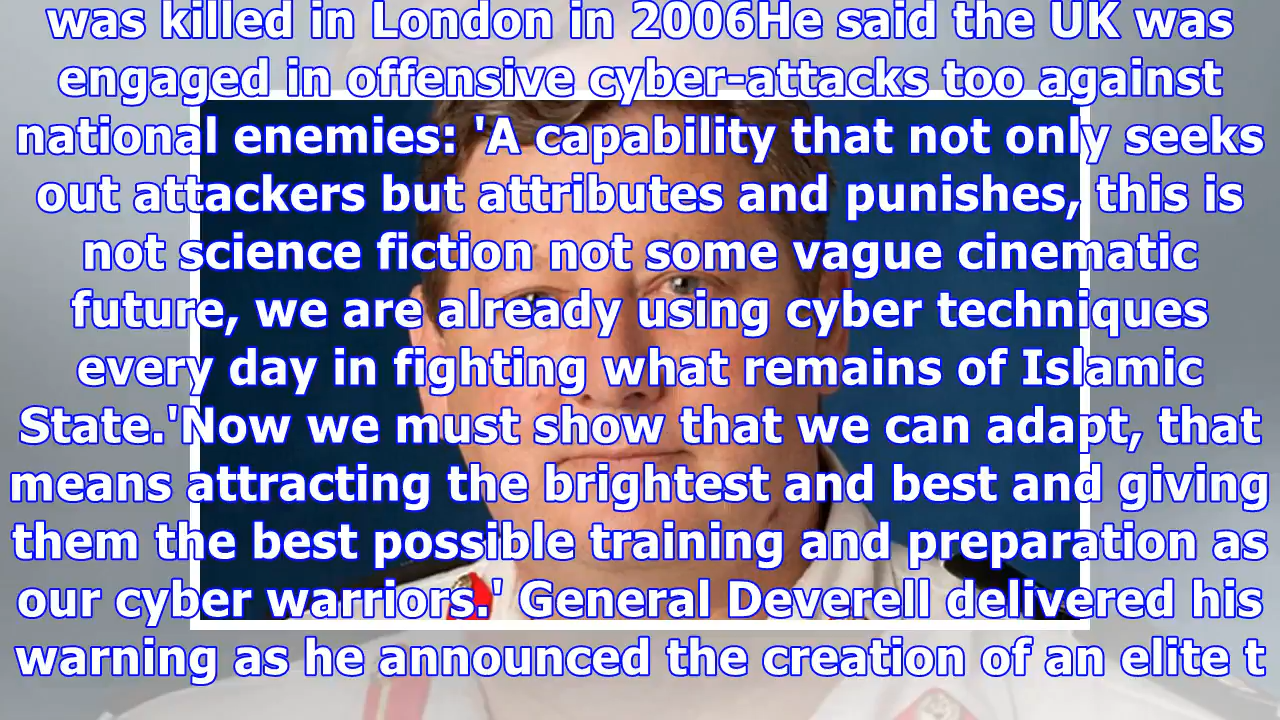 was killed in London in 2006He said the UK was
engaged in offensive cyber-attacks too against
national enemies: 'A capability that not only seeks
out attackers but attributes and punishes, this is
not science fiction not some vague cinematic
future, we are already using cyber techniques
every day in fighting what remains of Islamic
State.'Now we must show that we can adapt, that
means attracting the brightest and best and giving
them the best possible training and preparation as
our cyber warriors.' General Deverell delivered his
warning as he announced the creation of an elite t